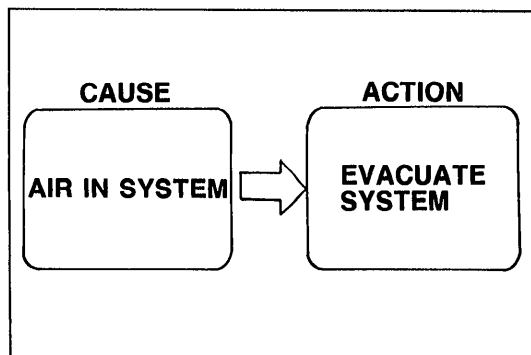 CAUSE
AIR IN SYSTEM
ACTION
EVACUATE
SYSTEM